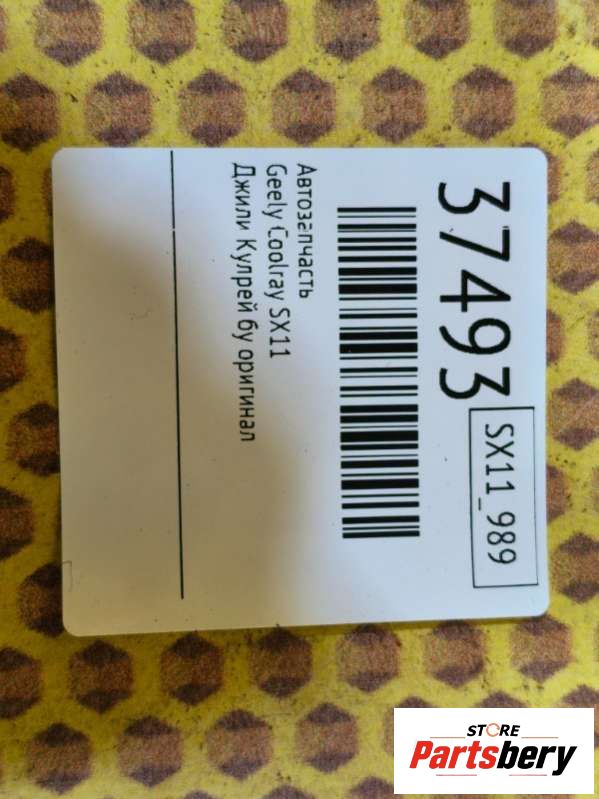 37493
SX11_989
Автозапчасть
Geely Coolray SX11
Джили Кулрей бу оригинал
STORE
Partsbery